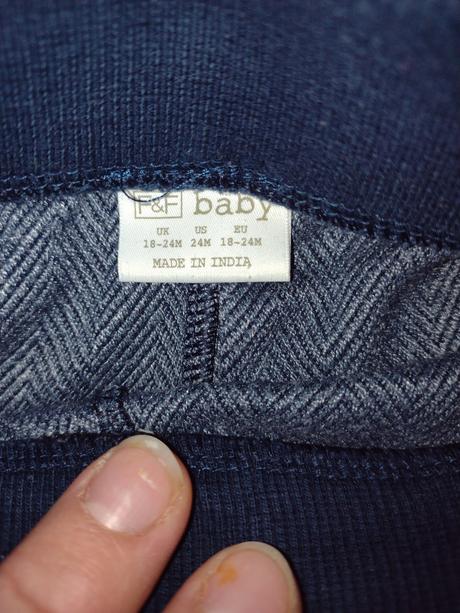 F&F baby
UK US EU
18-24M 24M 18-24M
MADE IN INDIA